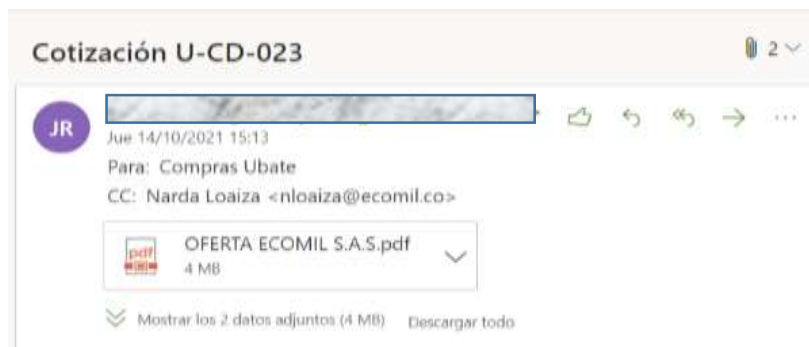 Cotización U-CD-023
2
JR
Jue 14/10/2021 15:13
Para: Compras Ubate
CC: Narda Loaiza <nloaiza@ecomil.co>
pdf
OFERTA ECOMIL S.A.S.pdf
4 MB
Mostrar los 2 datos adjuntos (4 MB) Descargar todo